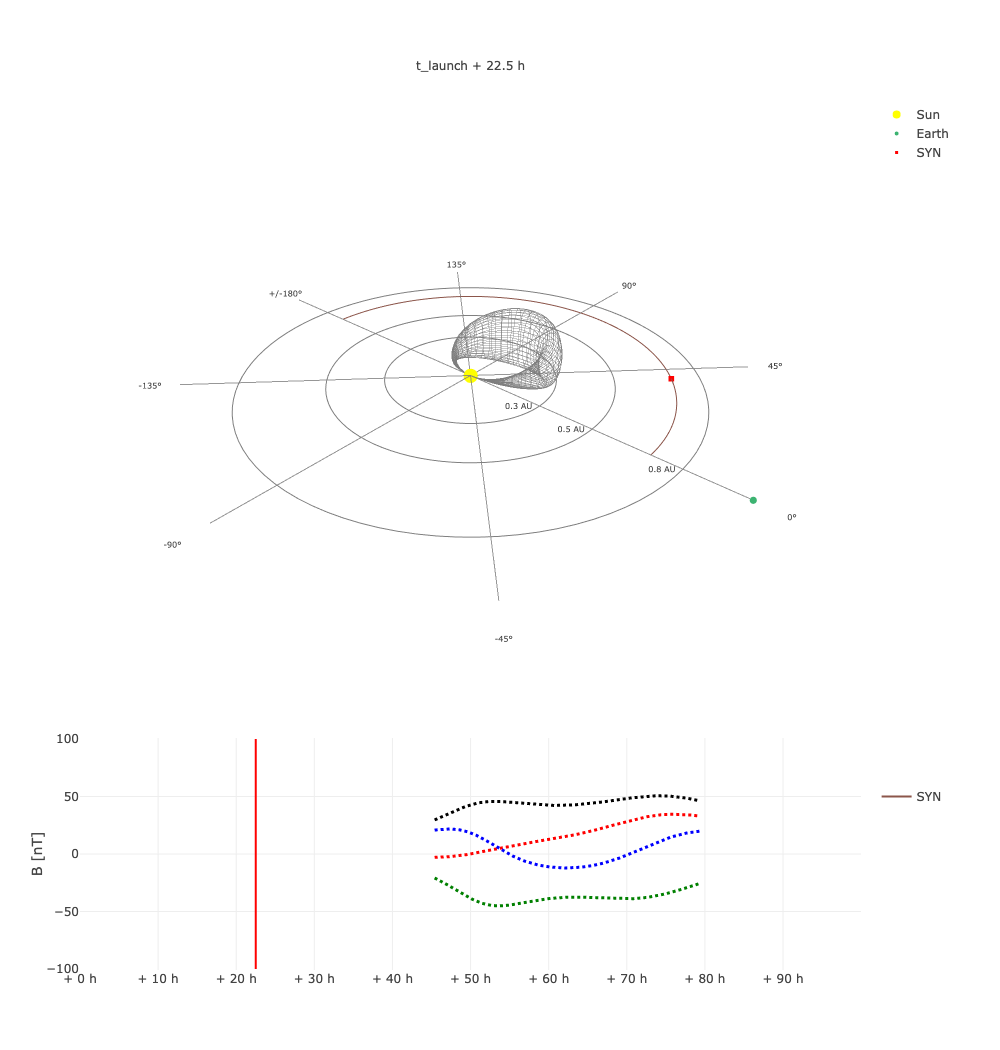 t_launch + 22.5 h
Sun
Earth
SYN
135°
+/-180°
90°
45°
-135°
0.3 AU
0.5 AU
0.8 AU
0°
-90°
-45°
100
50
0
−50
−100
B [nT]
SYN
+ 0 h
+ 10 h
+ 20 h
+ 30 h
+ 40 h
+ 50 h
+ 60 h
+ 70 h
+ 80 h
+ 90 h